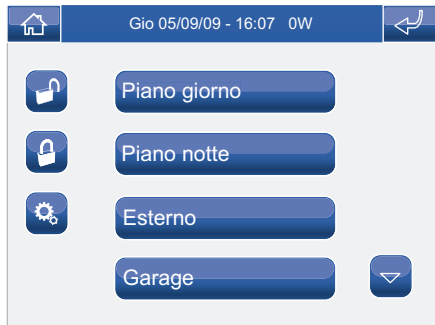 Gio 05/09/09 - 16:07 0W
Piano giorno
Piano notte
Esterno
Garage